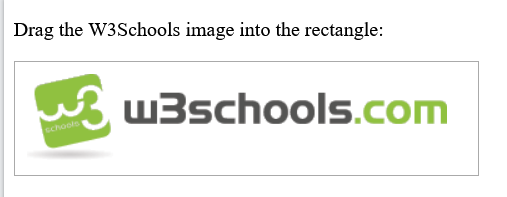 Drag the W3Schools image into the rectangle:
w3 schools w3schools.com